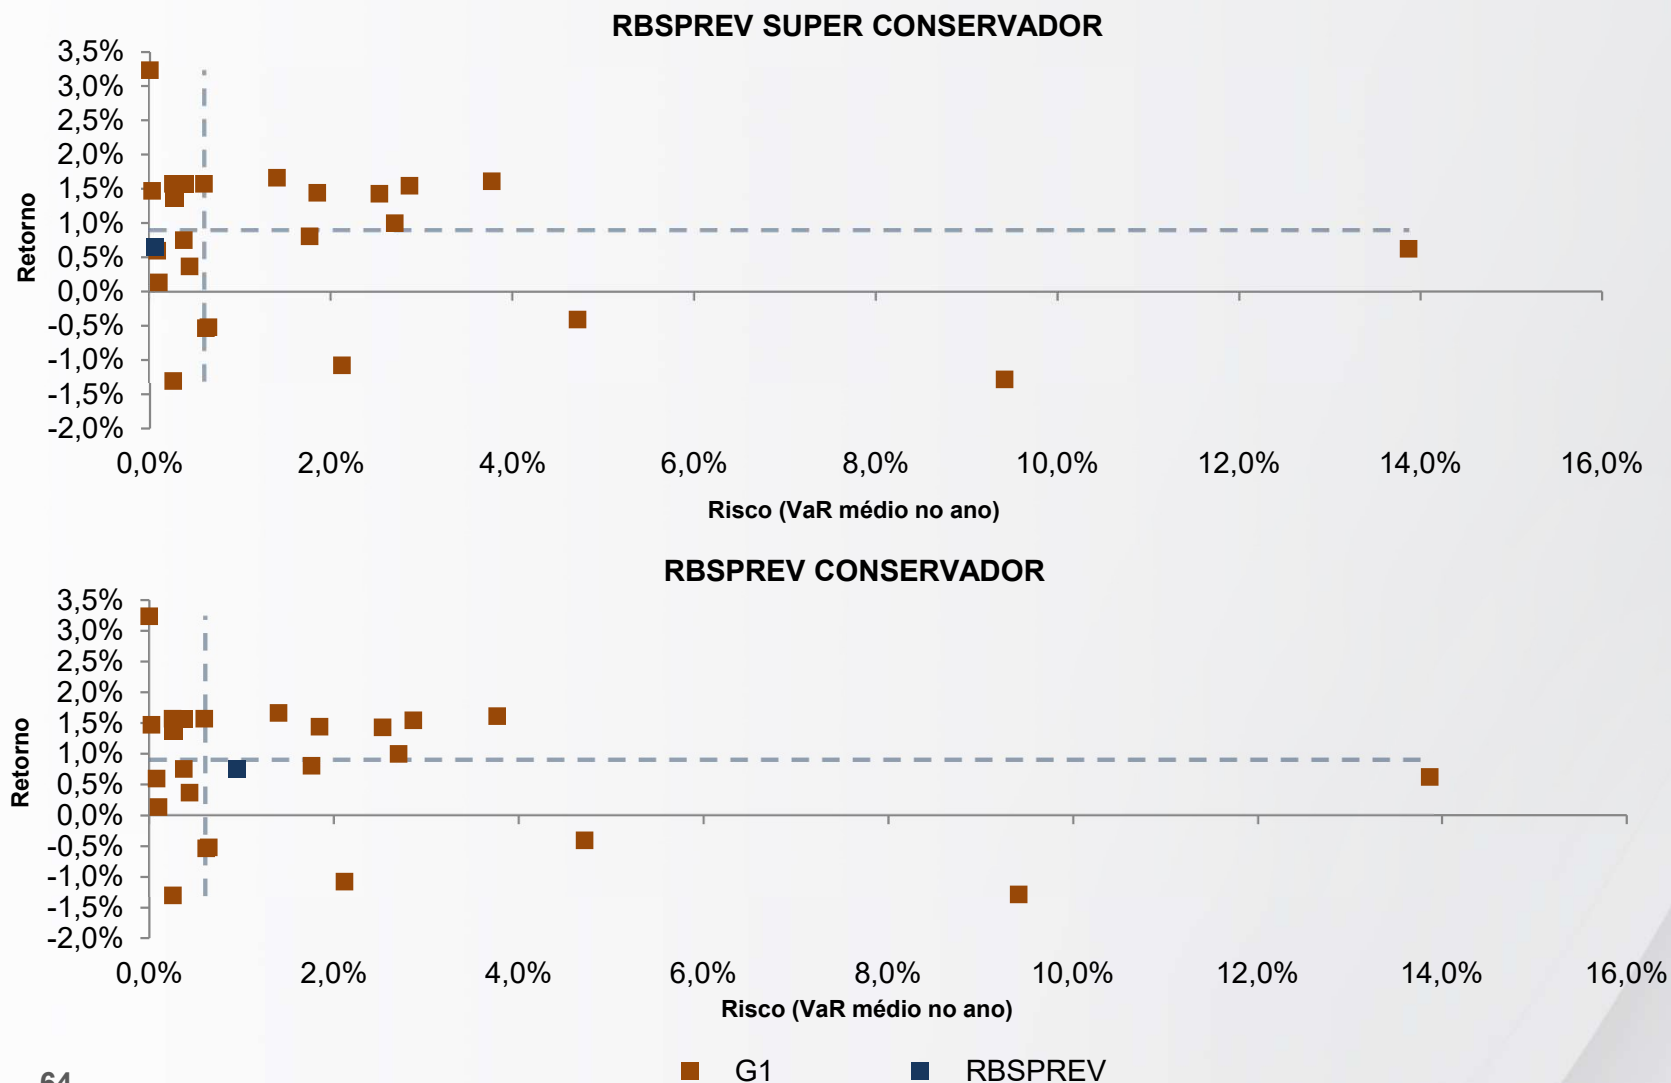 RBSPREV SUPER CONSERVADOR
3,5%
3,0%
2,5%
2,0%
1,5%
1,0%
0,5%
0,0%
-0,5%
-1,0%
-1,5%
-2,0%
Retorno
0,0% 2,0% 4,0% 6,0% 8,0% 10,0% 12,0% 14,0% 16,0%
Risco (VaR médio no ano)
RBSPREV CONSERVADOR
3,5%
3,0%
2,5%
2,0%
1,5%
1,0%
0,5%
0,0%
-0,5%
-1,0%
-1,5%
-2,0%
Retorno
0,0% 2,0% 4,0% 6,0% 8,0% 10,0% 12,0% 14,0% 16,0%
Risco (VaR médio no ano)
G1 RBSPREV
64